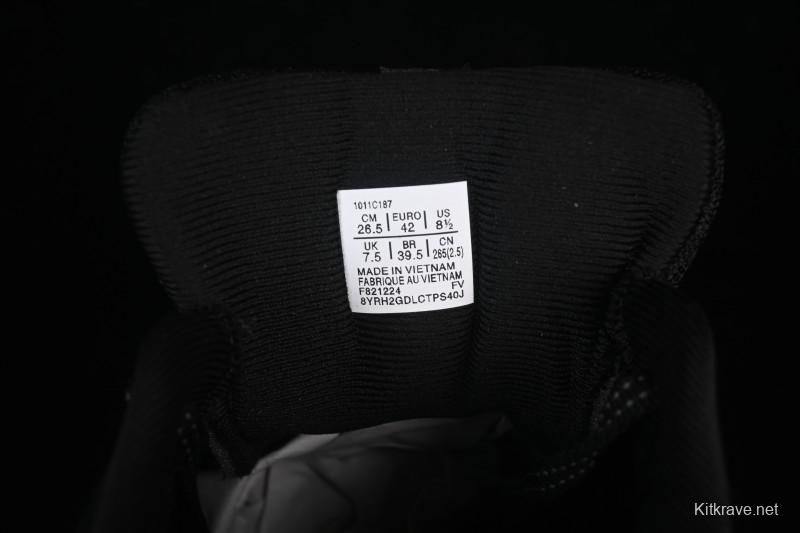 1011C187
CM | EURO | US
26.5 | 42 | 8½
UK | BR | CN
7.5 | 39.5 | 265(2.5)
MADE IN VIETNAM
FABRIQUE AU VIETNAM
F821224 FV
8YRH2GDLCTPS40J
Kitkrave.net